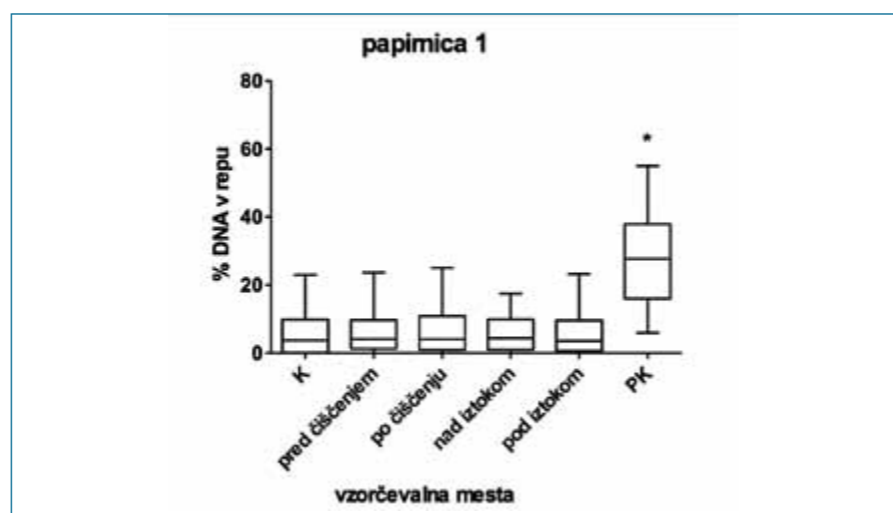 papirnica 1
% DNA v repu
80
60
40
20
0
*
K
pred čiščenjem
po čiščenju
nad iztokom
pod iztokom
PK
vzorčevalna mesta